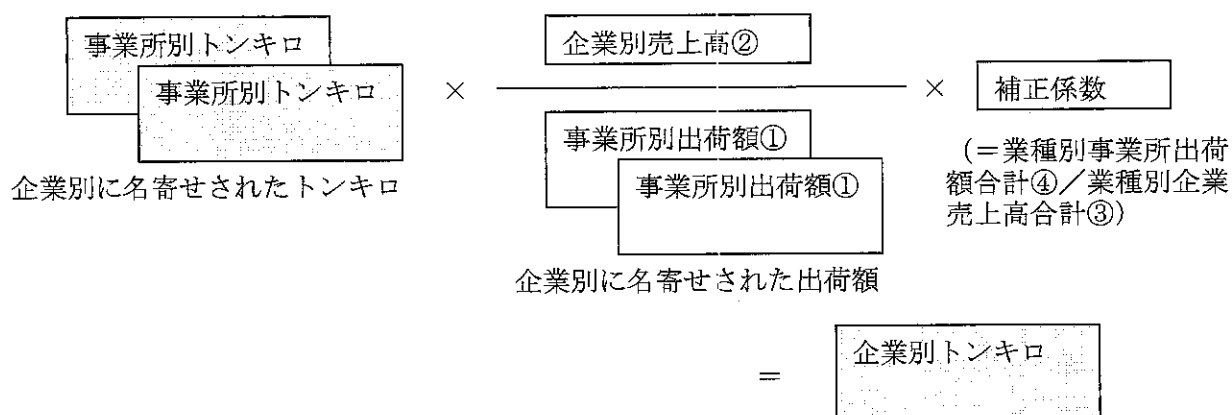 事業所別トンキロ
事業所別トンキロ
企業別に名寄せされたトンキロ
×
企業別売上高②
事業所別出荷額①
事業所別出荷額①
企業別に名寄せされた出荷額
×
補正係数
(=業種別事業所出荷
額合計④/業種別企業
売上高合計③)
=
企業別トンキロ